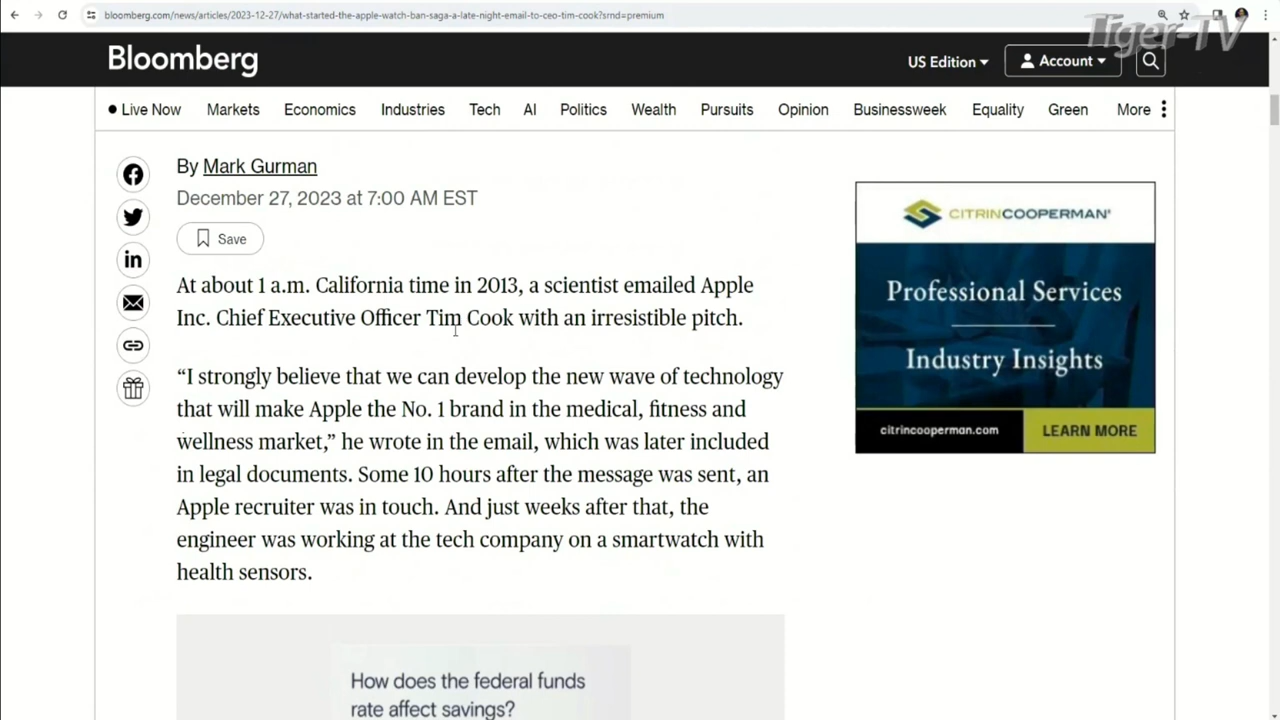 bloomberg.com/news/articles/2023-12-27/what-started-the-apple-watch-ban-saga-a-late-night-email-to-ceo-tim-cook?srnd=premium
Tiger-TV
Bloomberg
US Edition
Account
Live Now Markets Economics Industries Tech AI Politics Wealth Pursuits Opinion Businessweek Equality Green More
By Mark Gurman
December 27, 2023 at 7:00 AM EST
Save
At about 1 a.m. California time in 2013, a scientist emailed Apple
Inc. Chief Executive Officer Tim Cook with an irresistible pitch.
“I strongly believe that we can develop the new wave of technology
that will make Apple the No. 1 brand in the medical, fitness and
wellness market,” he wrote in the email, which was later included
in legal documents. Some 10 hours after the message was sent, an
Apple recruiter was in touch. And just weeks after that, the
engineer was working at the tech company on a smartwatch with
health sensors.
CITRINCOOPERMAN®
Professional Services
Industry Insights
citrincooperman.com
LEARN MORE
How does the federal funds
rate affect savings?